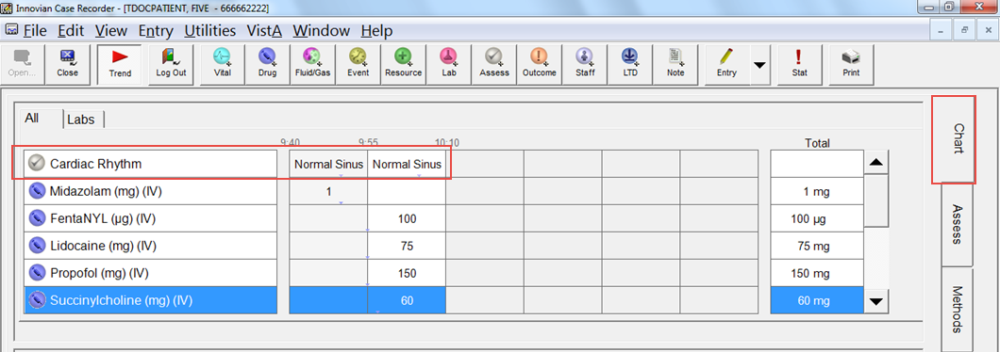 Innovian Case Recorder - [TDOCPATIENT, FIVE - 666662222]
File Edit View Entry Utilities VistA Window Help
Open... Close Trend Log Out Vital Drug Fluid/Gas Event Resource Lab Assess Outcome Staff LTD Note Entry Stat Print
All Labs
9:40 9:55 10:10 Total
Cardiac Rhythm Normal Sinus Normal Sinus
Midazolam (mg) (IV) 1 1 mg
FentaNYL (µg) (IV) 100 100 µg
Lidocaine (mg) (IV) 75 75 mg
Propofol (mg) (IV) 150 150 mg
Succinylcholine (mg) (IV) 60 60 mg
Chart
Assess
Methods